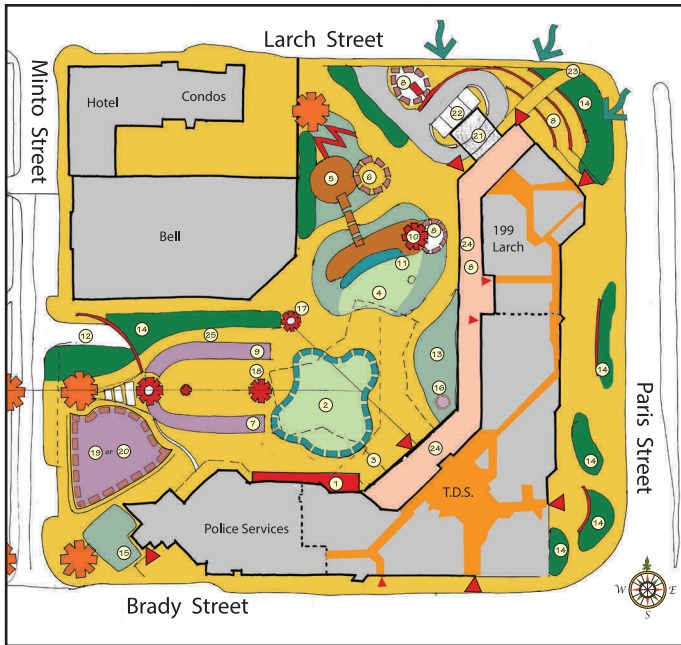 Larch Street
Minto Street
Hotel
Condos
Bell
8
22
21
23
14
8
5
6
10
8
11
4
24
8
199
Larch
17
12
14
25
9
18
2
7
13
16
19 or 20
3
24
1
T.D.S.
Police Services
15
14
14
14
14
Paris Street
Brady Street
W
E
S